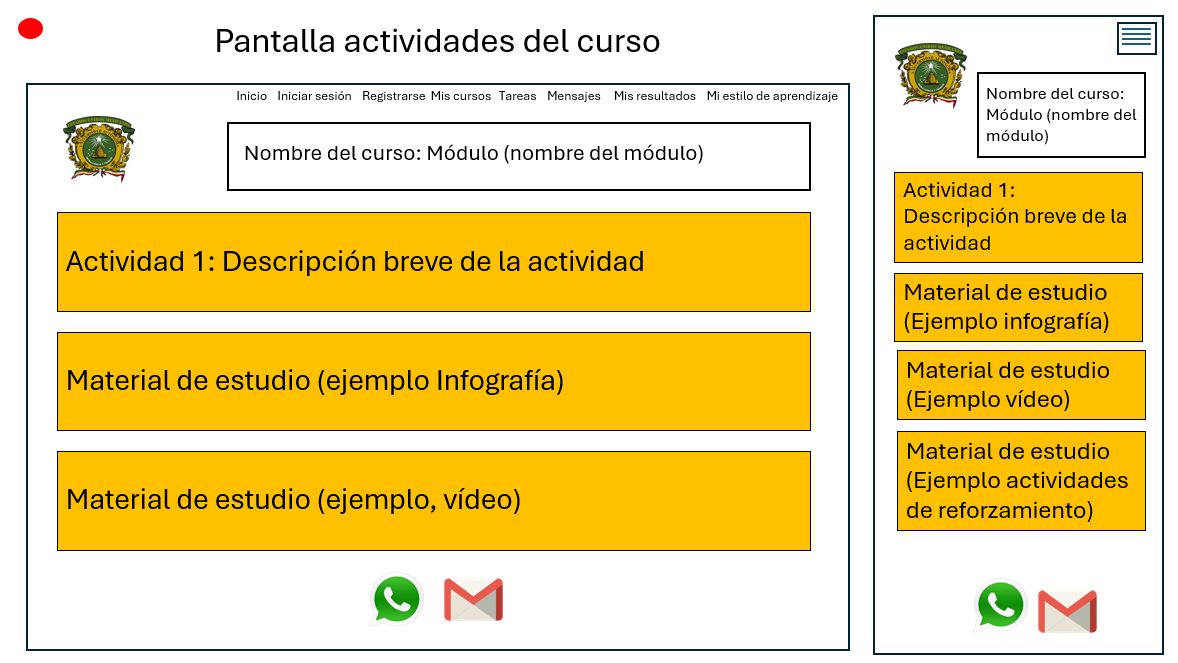 Pantalla actividades del curso
Inicio Iniciar sesión Registrarse Mis cursos Tareas Mensajes Mis resultados Mi estilo de aprendizaje
Nombre del curso: Módulo (nombre del módulo)
Actividad 1: Descripción breve de la actividad
Material de estudio (ejemplo Infografía)
Material de estudio (ejemplo, vídeo)
Nombre del curso:
Módulo (nombre del
módulo)
Actividad 1:
Descripción breve de la
actividad
Material de estudio
(Ejemplo infografía)
Material de estudio
(Ejemplo vídeo)
Material de estudio
(Ejemplo actividades
de reforzamiento)